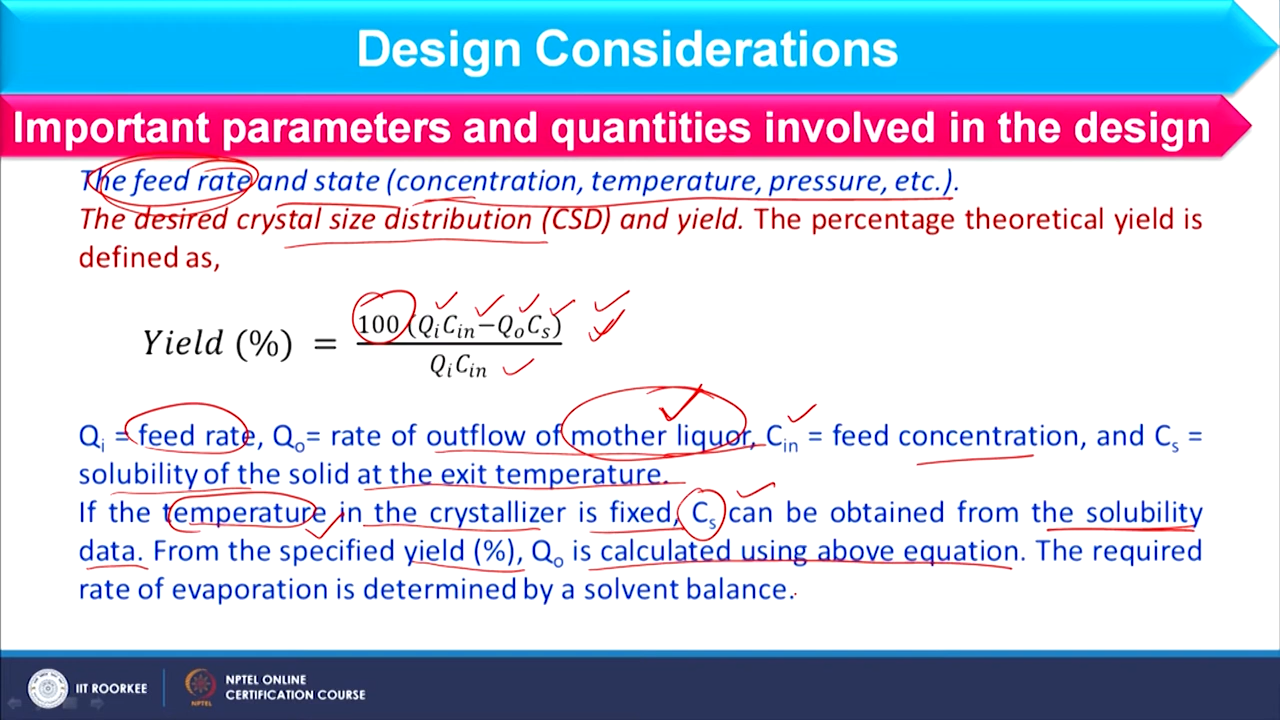 Design Considerations
Important parameters and quantities involved in the design
The feed rate and state (concentration, temperature, pressure, etc.).
The desired crystal size distribution (CSD) and yield. The percentage theoretical yield is
defined as,
Yield (%) = 100 (QᵢCᵢₙ−QₒCₛ) / QᵢCᵢₙ
Qᵢ = feed rate, Qₒ= rate of outflow of mother liquor, Cᵢₙ = feed concentration, and Cₛ =
solubility of the solid at the exit temperature.
If the temperature in the crystallizer is fixed, Cₛ can be obtained from the solubility
data. From the specified yield (%), Qₒ is calculated using above equation. The required
rate of evaporation is determined by a solvent balance.
IIT ROORKEE
NPTEL ONLINE
CERTIFICATION COURSE
NPTEL